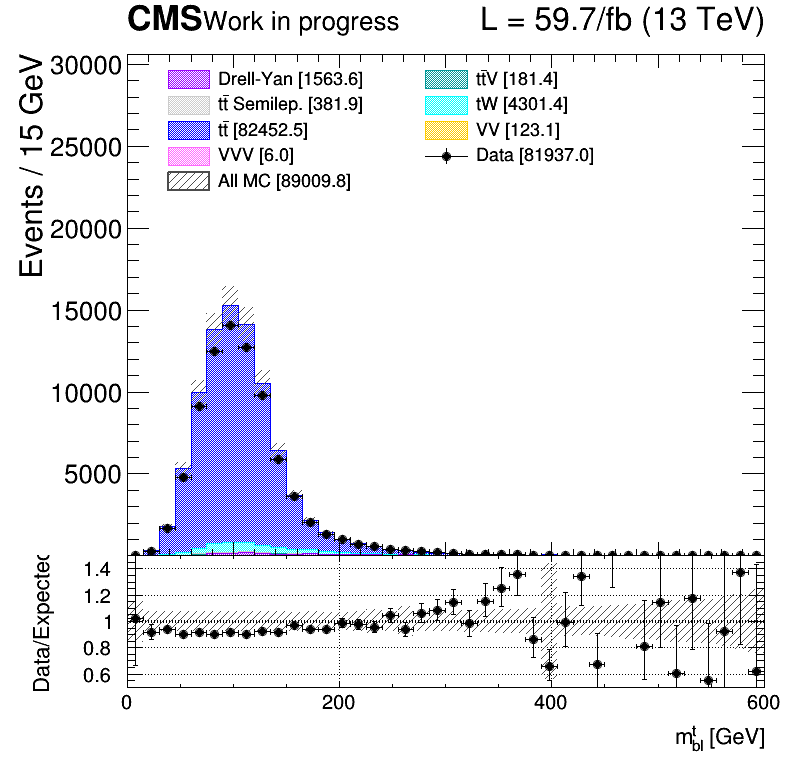 CMS Work in progress L = 59.7/fb (13 TeV)
Events / 15 GeV
30000
25000
20000
15000
10000
5000
Drell-Yan [1563.6]
tt̄ Semilep. [381.9]
tt̄ [82452.5]
VVV [6.0]
All MC [89009.8]
tt̄V [181.4]
tW [4301.4]
VV [123.1]
Data [81937.0]
Data/Expected
1.4
1.2
1
0.8
0.6
0 200 400 600
m^t_bl [GeV]